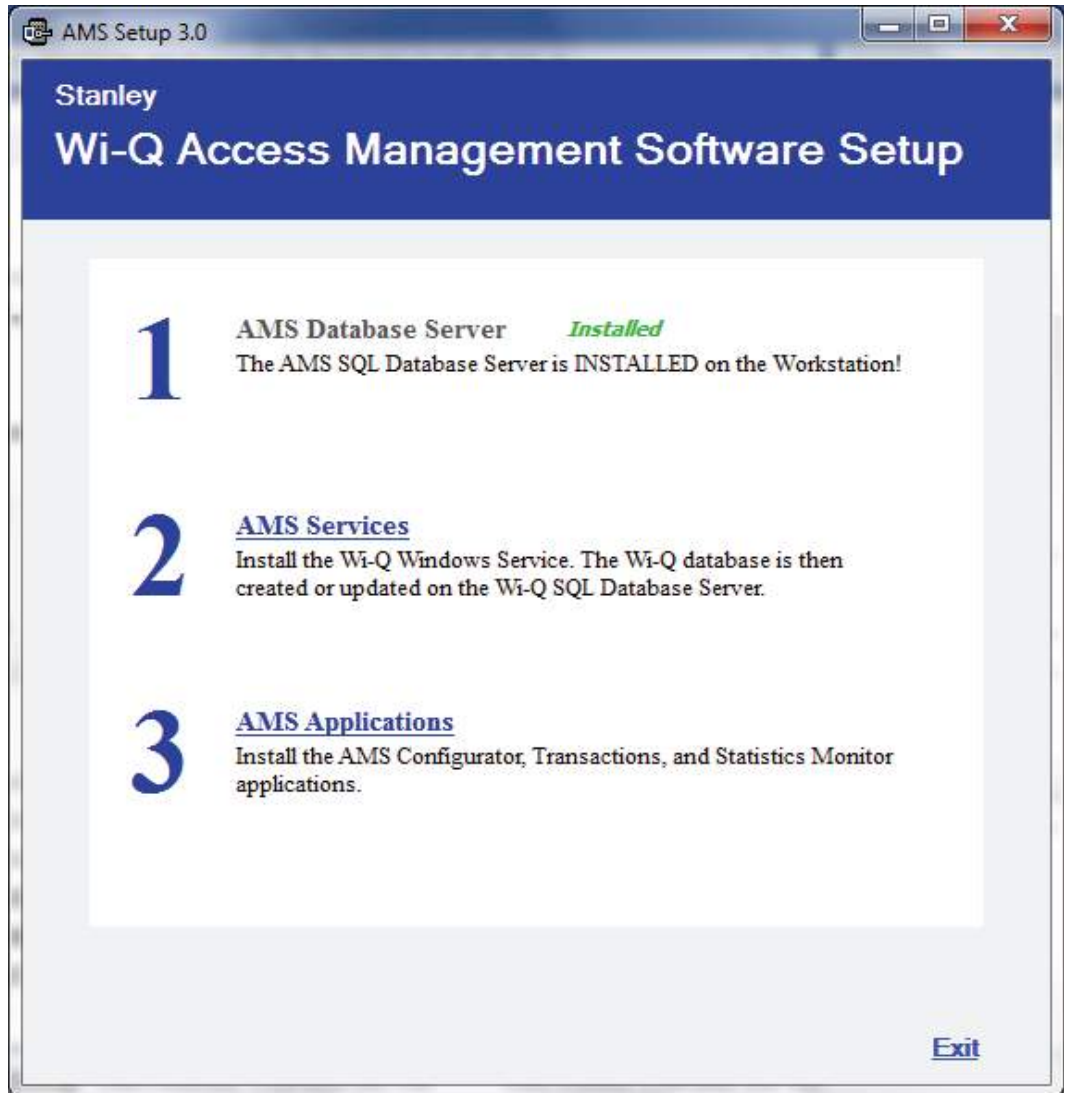 AMS Setup 3.0
Stanley
Wi-Q Access Management Software Setup
1
AMS Database Server Installed
The AMS SQL Database Server is INSTALLED on the Workstation!
2
AMS Services
Install the Wi-Q Windows Service. The Wi-Q database is then
created or updated on the Wi-Q SQL Database Server.
3
AMS Applications
Install the AMS Configurator, Transactions, and Statistics Monitor
applications.
Exit